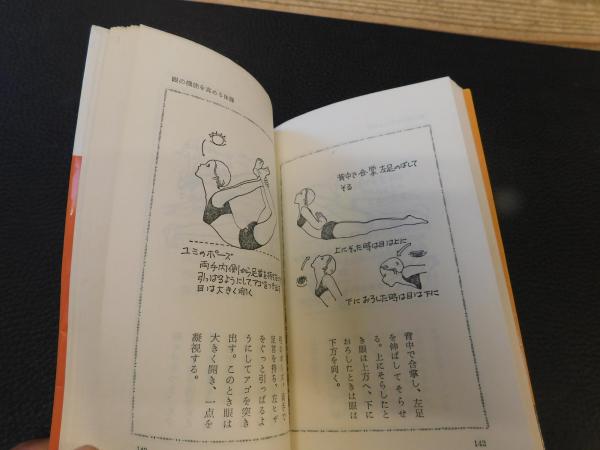 眼の機能を高める体操
ユミのポーズ
両手内側から足首を持ち
引っぱるようにしてアゴをつき出す
目は大きく開く
足首を持ち、左ヒザ
をぐっと引っぱるよ
うにしてアゴを突き
出す。このとき眼は
大きく開き、一点を
凝視する。
背中で合掌 左足のばして
そる
上にそった時は目は上に
下におろした時は目は下に
背中で合掌し、左足
を伸ばしてそらせ
る。上にそらしたと
き眼は上方へ、下に
おろしたときは眼は
下方を向く。
142